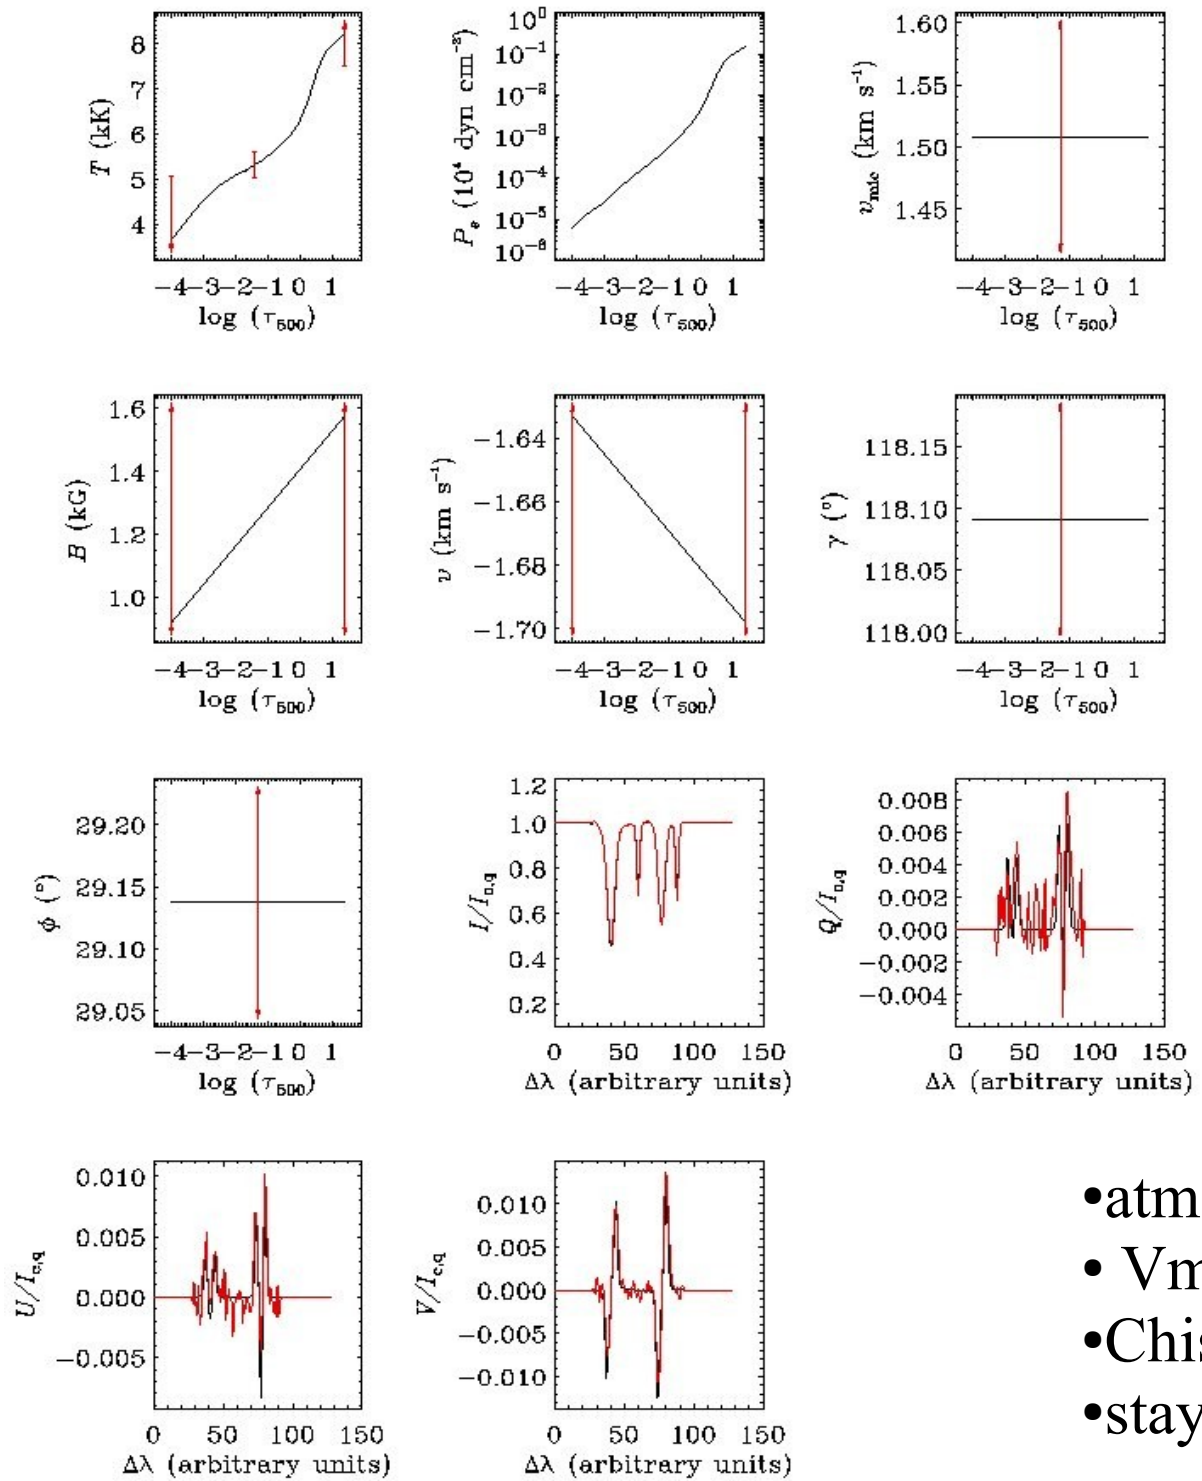 8
7
6
5
4
T (kK)
-4-3-2-1 0 1
log (τ500)
10^0
10^-1
10^-2
10^-3
10^-4
10^-5
10^-6
P_e (10^4 dyn cm^-2)
-4-3-2-1 0 1
log (τ500)
1.60
1.55
1.50
1.45
v_mic (km s^-1)
-4-3-2-1 0 1
log (τ500)
1.6
1.4
1.2
1.0
B (kG)
-4-3-2-1 0 1
log (τ500)
-1.64
-1.66
-1.68
-1.70
v (km s^-1)
-4-3-2-1 0 1
log (τ500)
118.15
118.10
118.05
118.00
γ (°)
-4-3-2-1 0 1
log (τ500)
29.20
29.15
29.10
29.05
ϕ (°)
-4-3-2-1 0 1
log (τ500)
1.2
1.0
0.8
0.6
0.4
0.2
I/I
0 50 100 150
Δλ (arbitrary units)
0.008
0.006
0.004
0.002
0.000
-0.002
-0.004
Q/I
0 50 100 150
Δλ (arbitrary units)
0.010
0.005
0.000
-0.005
U/I_c,q
0 50 100 150
Δλ (arbitrary units)
0.010
0.005
0.000
-0.005
-0.010
V/I_c,q
0 50 100 150
Δλ (arbitrary units)
•atm
• Vm
•Chis
•stay